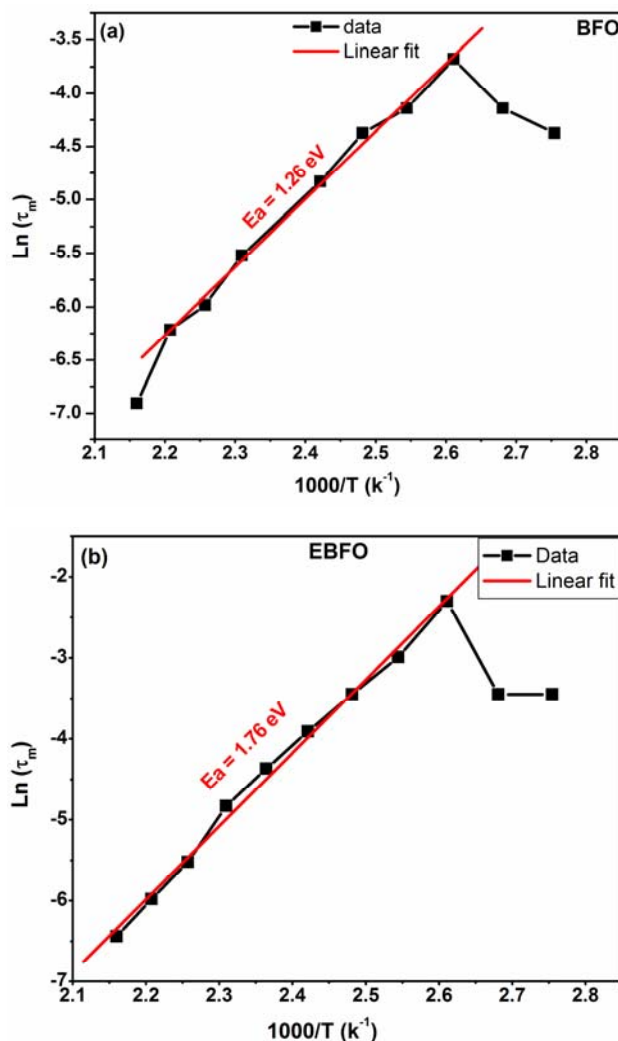 (a)
data
Linear fit
BFO
-3.5
-4.0
-4.5
-5.0
-5.5
-6.0
-6.5
-7.0
Ln (τm)
Ea = 1.26 eV
2.1 2.2 2.3 2.4 2.5 2.6 2.7 2.8
1000/T (k-1)
(b)
EBFO
Data
Linear fit
-2
-3
-4
-5
-6
-7
Ln (τm)
Ea = 1.76 eV
2.1 2.2 2.3 2.4 2.5 2.6 2.7 2.8
1000/T (k-1)